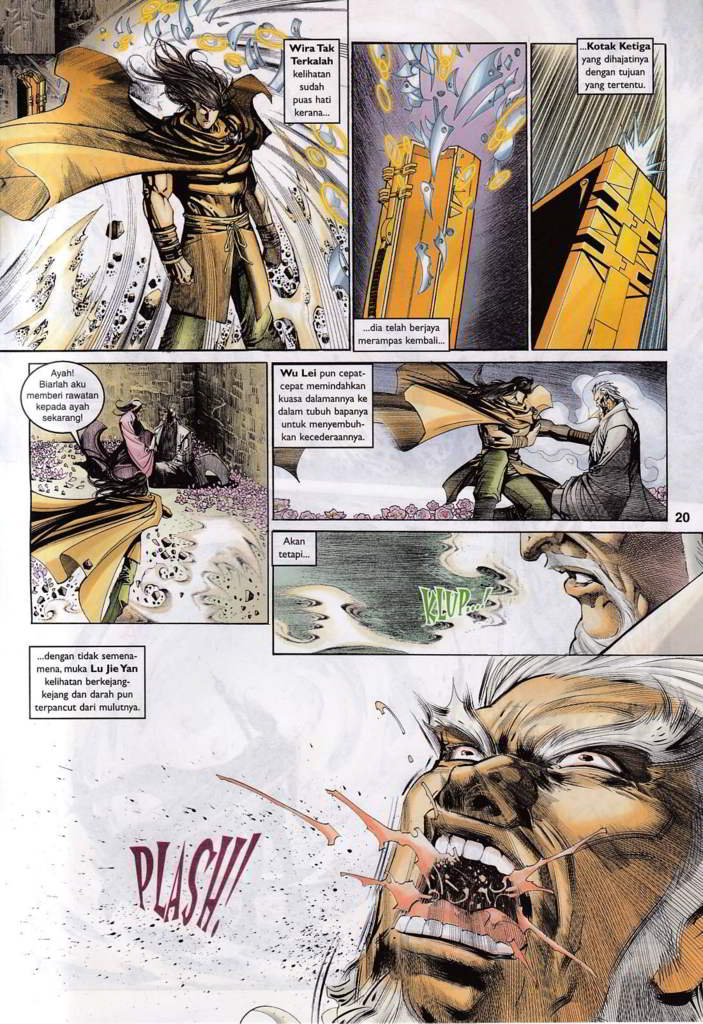 Wira Tak
Terkalah
kelihatan
sudah
puas hati
kerana...
...dia telah berjaya
merampas kembali...
...Kotak Ketiga
yang dihajatinya
dengan tujuan
yang tertentu.
Ayah!
Biarlah aku
memberi rawatan
kepada ayah
sekarang!
Wu Lei pun cepat-
cepat memindahkan
kuasa dalamannya ke
dalam tubuh bapanya
untuk menyembuh-
kan kecederaannya.
20
Akan
tetapi...
KLUP...!
...dengan tidak semena-
mena, muka Lu Jie Yan
kelihatan berkejang-
kejang dan darah pun
terpancut dari mulutnya.
PLASH!